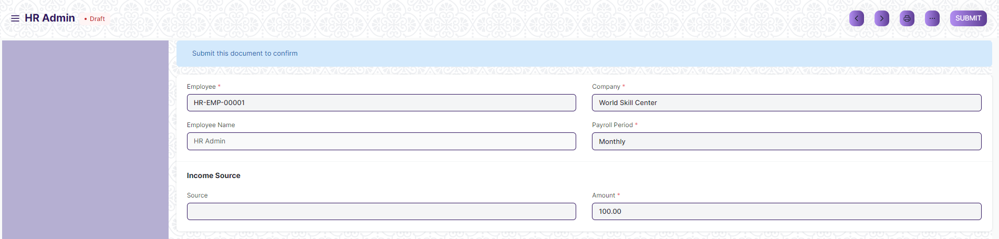 HR Admin • Draft
SUBMIT
Submit this document to confirm
Employee *
Company *
HR-EMP-00001
World Skill Center
Employee Name
Payroll Period *
HR Admin
Monthly
Income Source
Source
Amount *
100.00